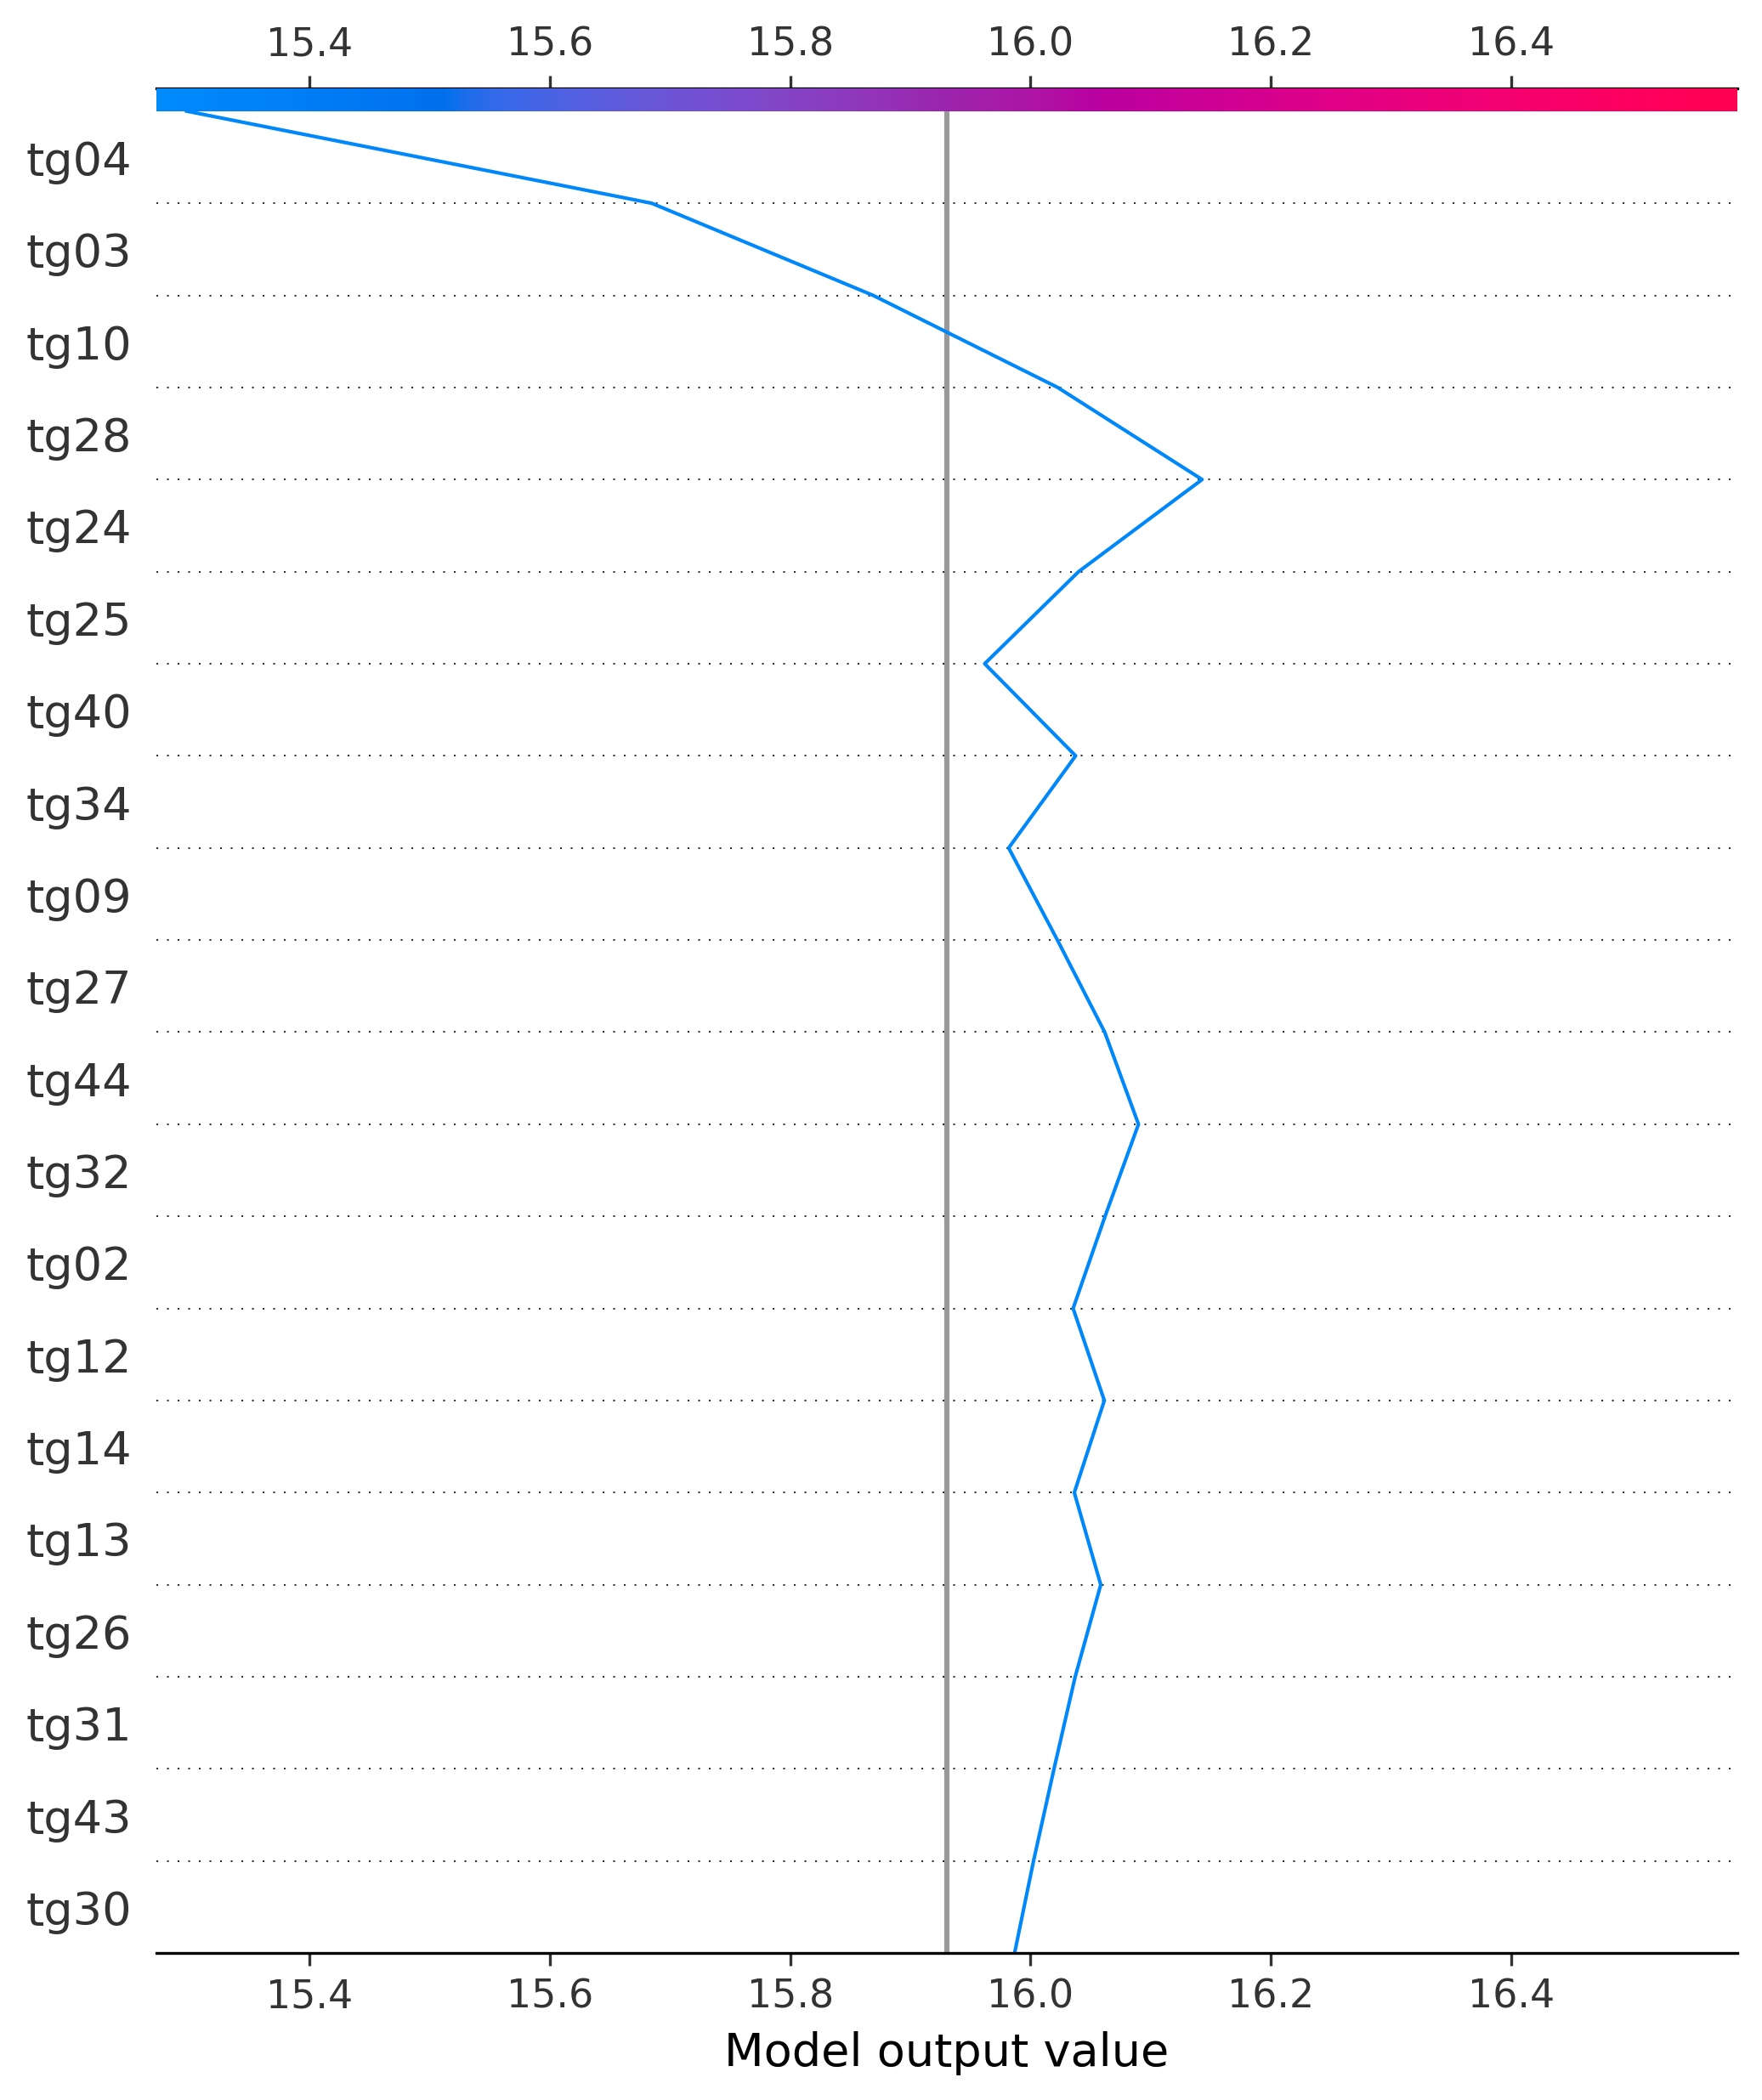 15.4 15.6 15.8 16.0 16.2 16.4
tg04
tg03
tg10
tg28
tg24
tg25
tg40
tg34
tg09
tg27
tg44
tg32
tg02
tg12
tg14
tg13
tg26
tg31
tg43
tg30
15.4 15.6 15.8 16.0 16.2 16.4
Model output value